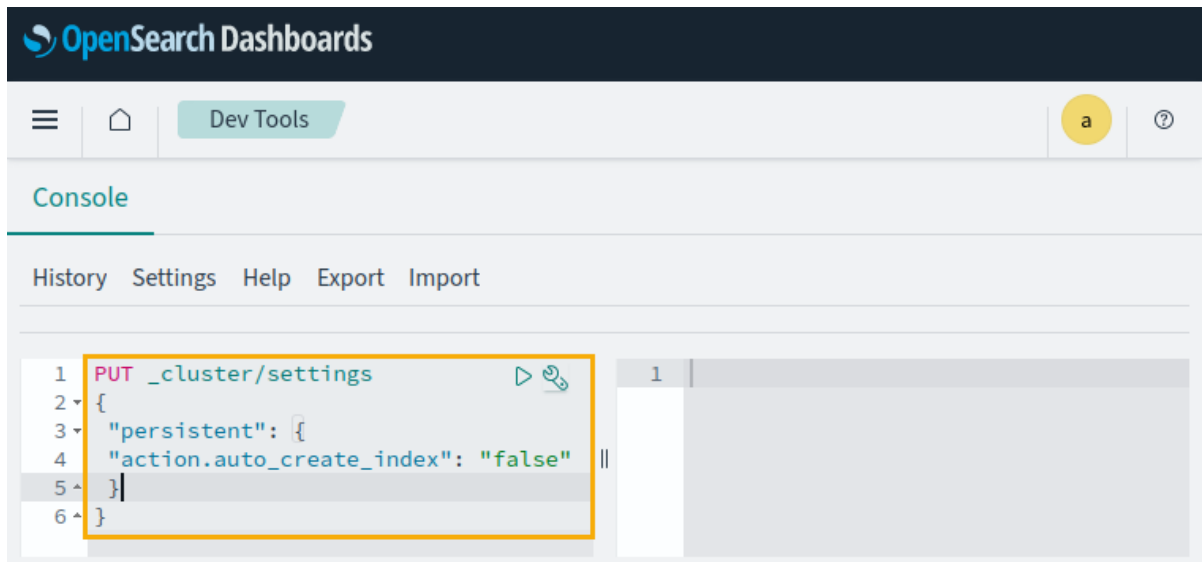 OpenSearch Dashboards
Dev Tools
a
?
Console
History Settings Help Export Import
1 PUT _cluster/settings
2 {
3 "persistent": {
4 "action.auto_create_index": "false"
5 }
6 }
1